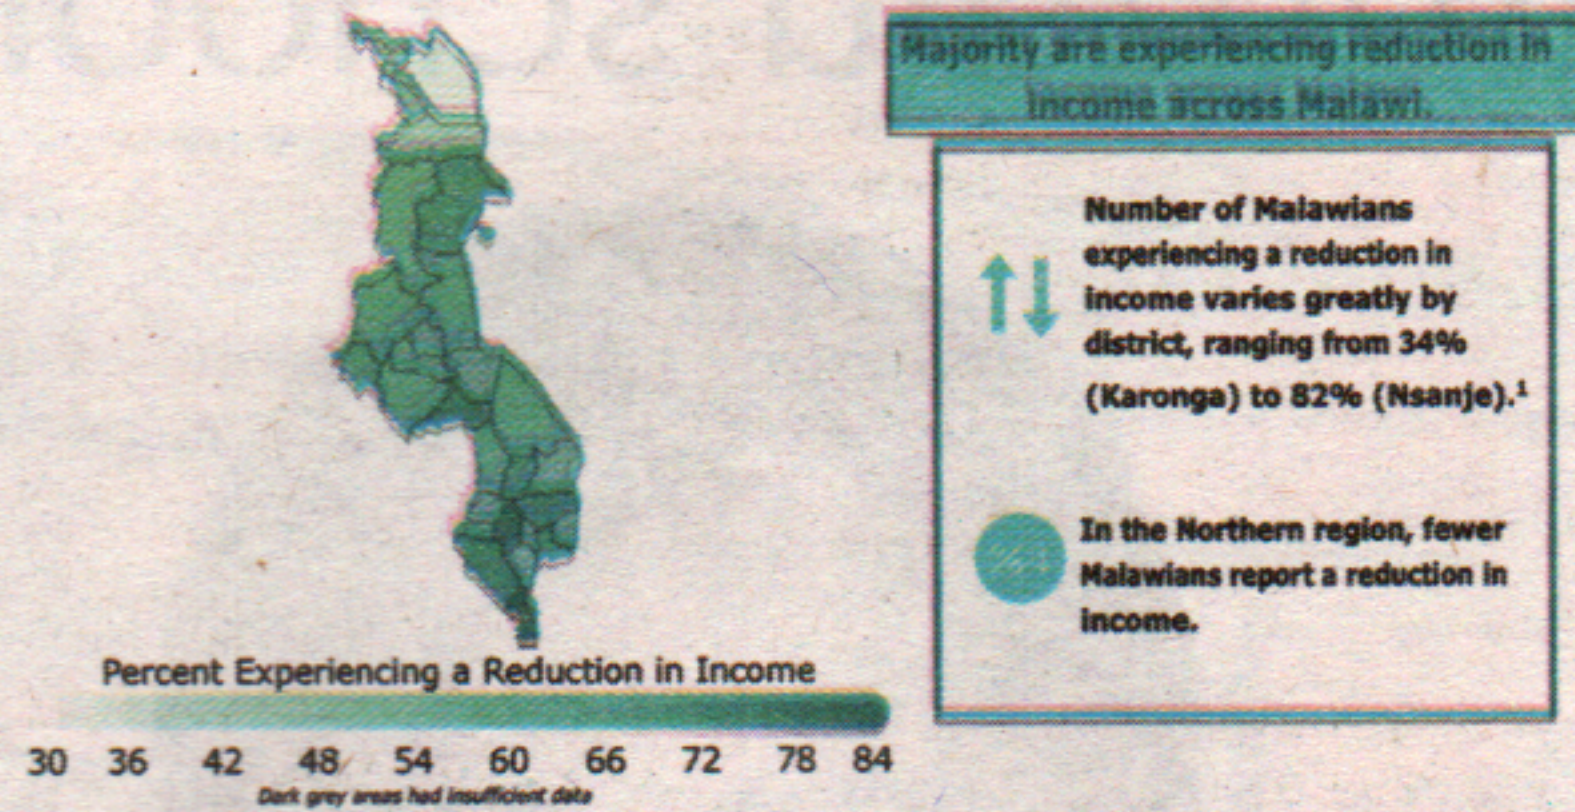 Majority are experiencing reduction in
income across Malawi.
Number of Malawians
experiencing a reduction in
income varies greatly by
district, ranging from 34%
(Karonga) to 82% (Nsanje).¹
In the Northern region, fewer
Malawians report a reduction in
income.
Percent Experiencing a Reduction in Income
30 36 42 48 54 60 66 72 78 84
Dark grey areas had insufficient data